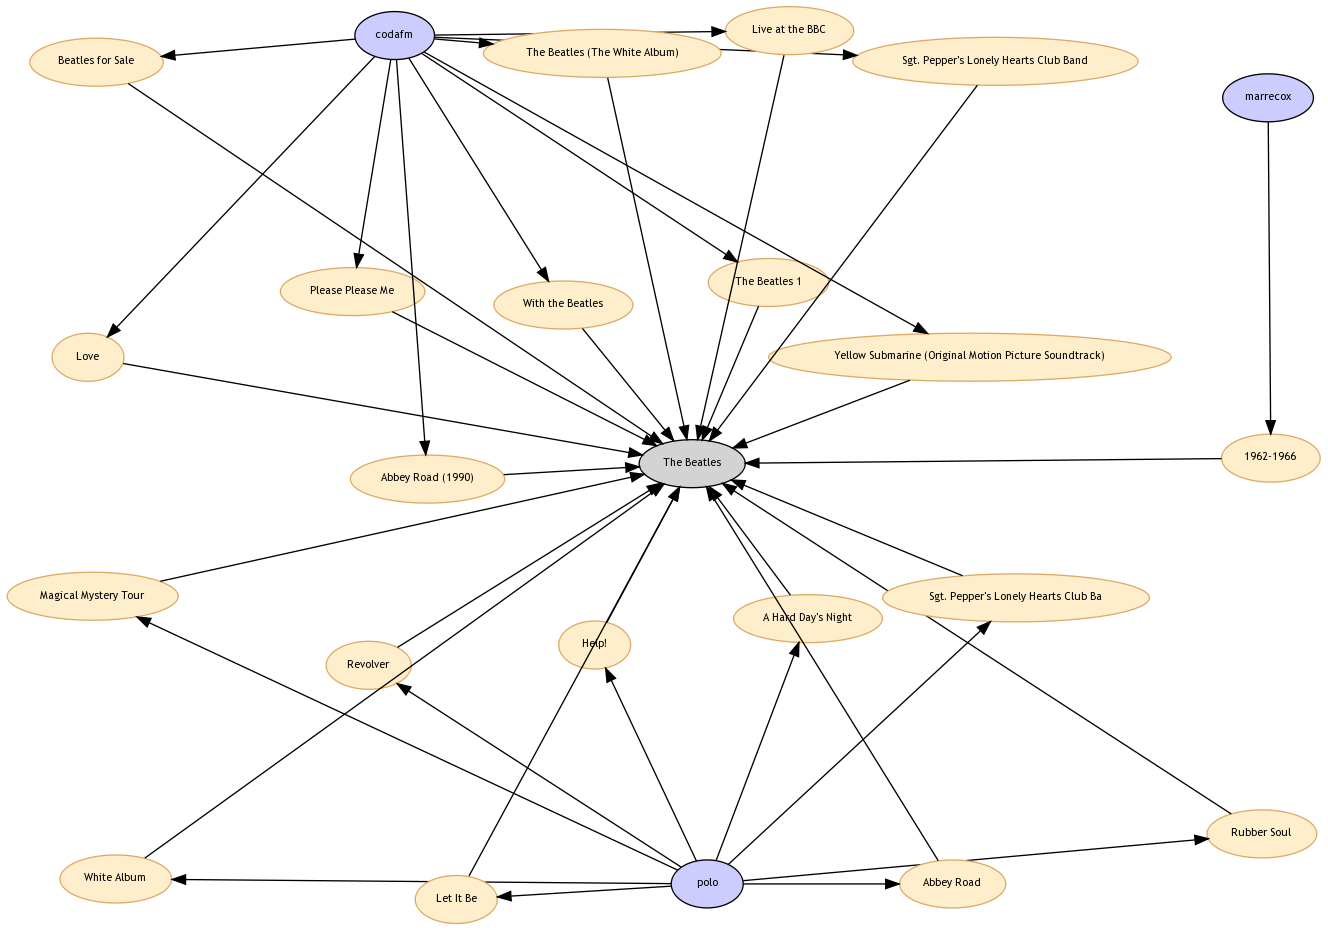 codafm
Live at the BBC
The Beatles (The White Album)
Beatles for Sale
Sgt. Pepper's Lonely Hearts Club Band
marrecox
The Beatles 1
Please Please Me
With the Beatles
Love
Yellow Submarine (Original Motion Picture Soundtrack)
The Beatles
1962-1966
Abbey Road (1990)
Magical Mystery Tour
Sgt. Pepper's Lonely Hearts Club Ba
A Hard Day's Night
Help!
Revolver
Rubber Soul
White Album
polo
Abbey Road
Let It Be